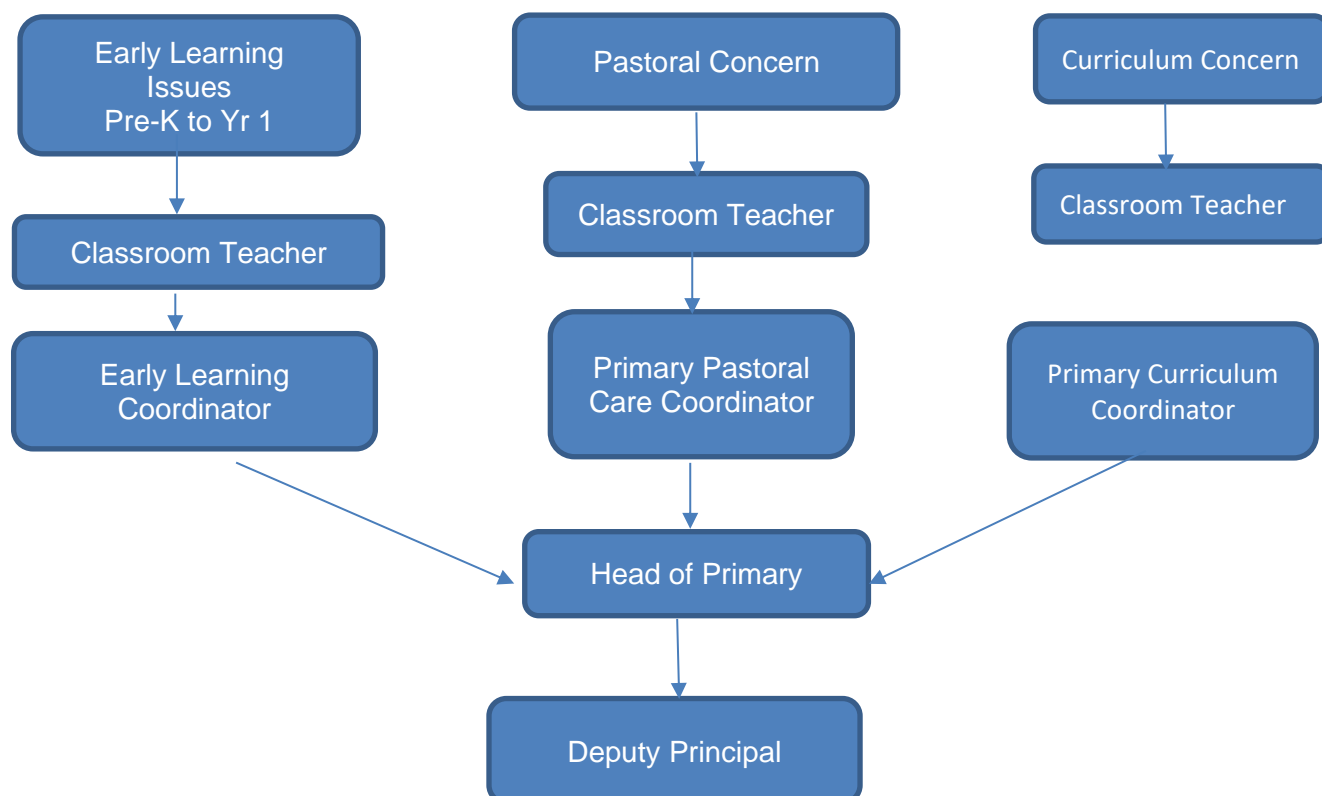 Early Learning
Issues
Pre-K to Yr 1
Pastoral Concern
Curriculum Concern
Classroom Teacher
Classroom Teacher
Classroom Teacher
Early Learning
Coordinator
Primary Pastoral
Care Coordinator
Primary Curriculum
Coordinator
Head of Primary
Deputy Principal